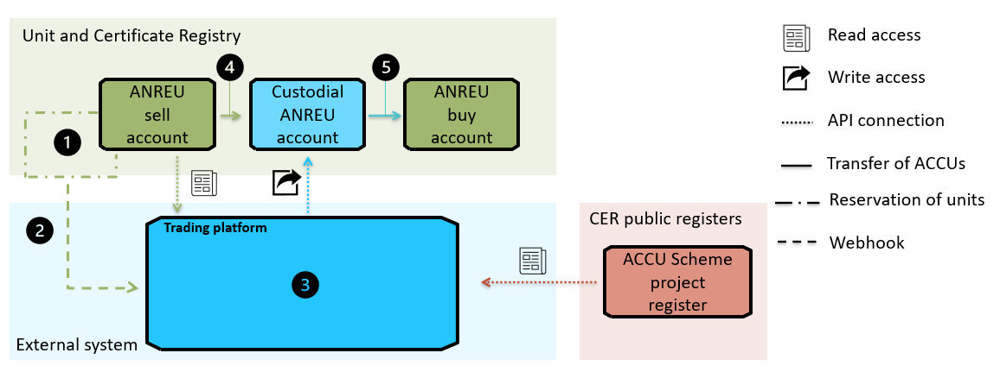 Unit and Certificate Registry
4
5
ANREU
sell
account
Custodial
ANREU
account
ANREU
buy
account
1
2
Trading platform
3
External system
CER public registers
ACCU Scheme
project
register
Read access
Write access
API connection
Transfer of ACCUs
Reservation of units
Webhook